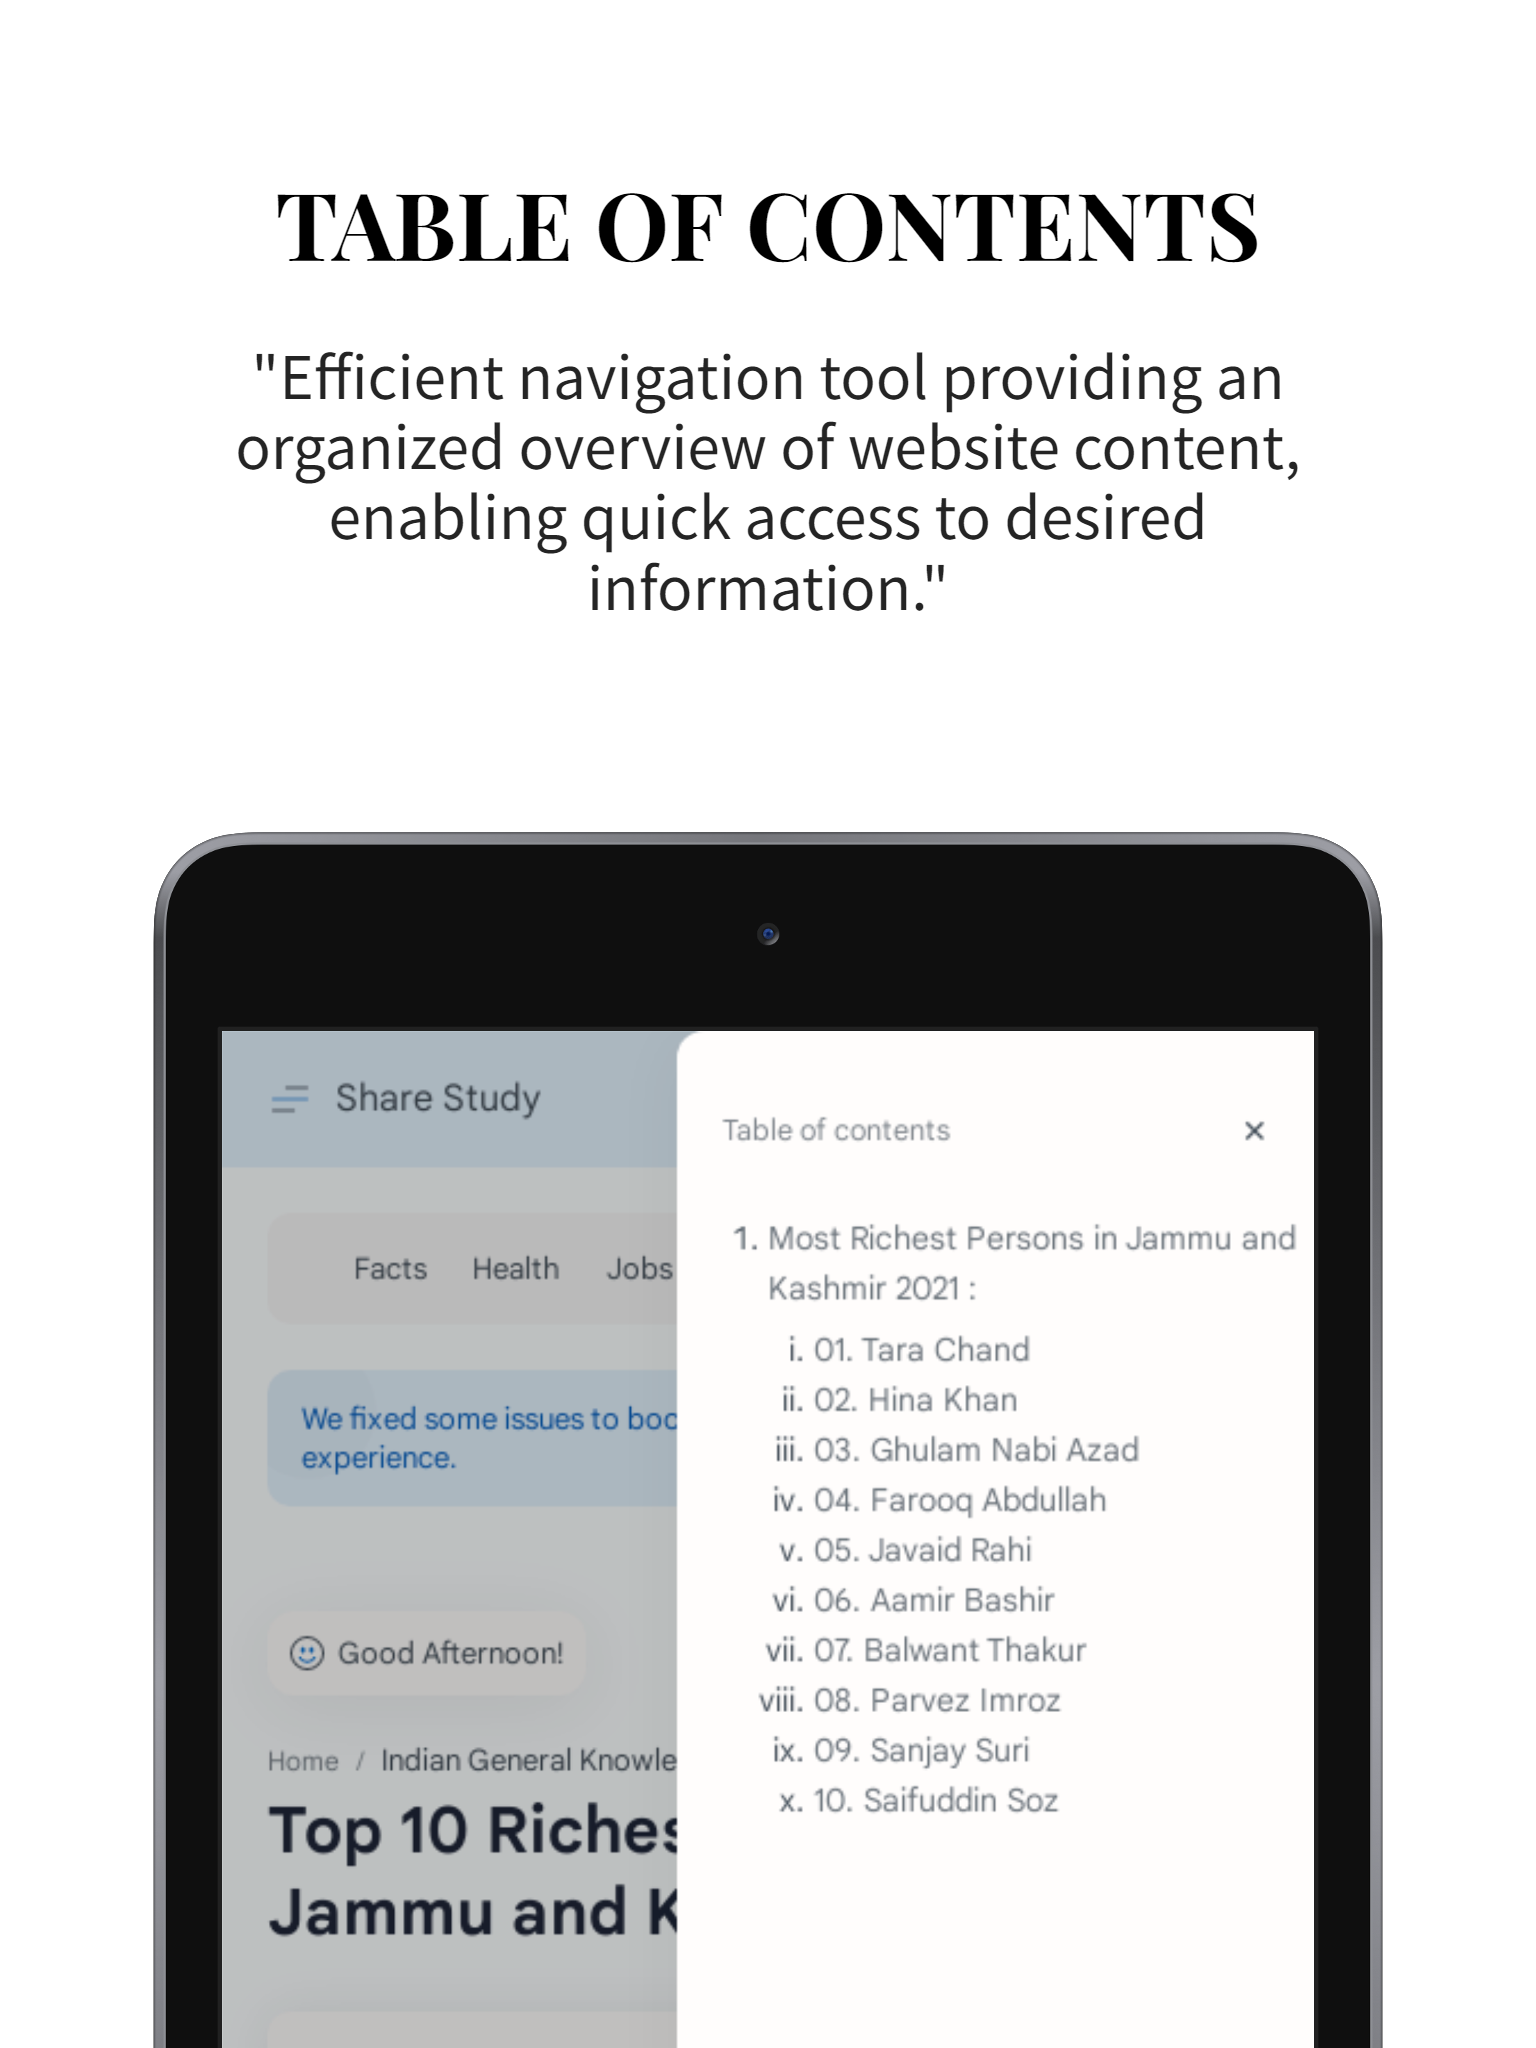 TABLE OF CONTENTS
"Efficient navigation tool providing an
organized overview of website content,
enabling quick access to desired
information."
Share Study
Facts Health Jobs
We fixed some issues to boo
experience.
Good Afternoon!
Home / Indian General Knowle
Top 10 Riches
Jammu and K
Table of contents
1. Most Richest Persons in Jammu and
Kashmir 2021 :
i. 01. Tara Chand
ii. 02. Hina Khan
iii. 03. Ghulam Nabi Azad
iv. 04. Farooq Abdullah
v. 05. Javaid Rahi
vi. 06. Aamir Bashir
vii. 07. Balwant Thakur
viii. 08. Parvez Imroz
ix. 09. Sanjay Suri
x. 10. Saifuddin Soz